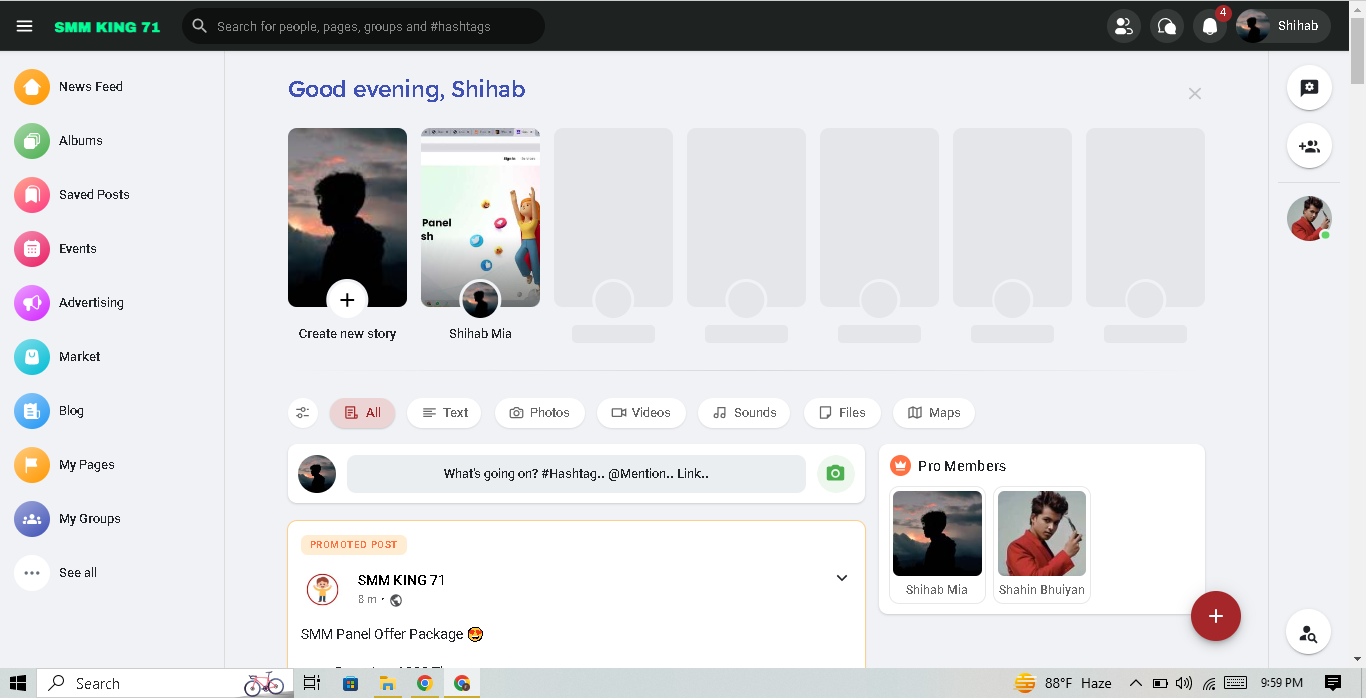 SMM KING 71
Search for people, pages, groups and #hashtags
4
Shihab
News Feed
Albums
Saved Posts
Events
Advertising
Market
Blog
My Pages
My Groups
See all
Good evening, Shihab
Panel
sh
Create new story
Shihab Mia
All
Text
Photos
Videos
Sounds
Files
Maps
What's going on? #Hashtag.. @Mention.. Link..
PROMOTED POST
SMM KING 71
8 m
SMM Panel Offer Package 🤩
Pro Members
Shihab Mia
Shahin Bhuiyan
Search
88°F Haze
9:59 PM